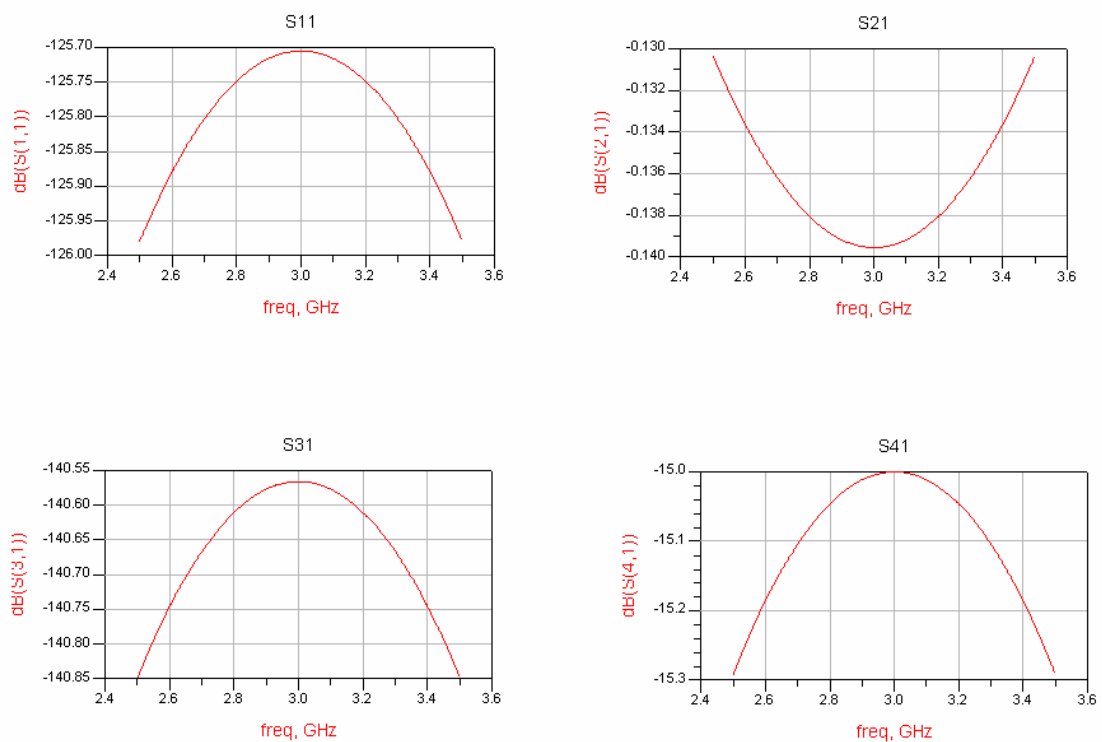 S11
dB(S(1,1))
-125.70
-125.75
-125.80
-125.85
-125.90
-125.95
-126.00
2.4 2.6 2.8 3.0 3.2 3.4 3.6
freq, GHz
S21
dB(S(2,1))
-0.130
-0.132
-0.134
-0.136
-0.138
-0.140
2.4 2.6 2.8 3.0 3.2 3.4 3.6
freq, GHz
S31
dB(S(3,1))
-140.55
-140.60
-140.65
-140.70
-140.75
-140.80
-140.85
2.4 2.6 2.8 3.0 3.2 3.4 3.6
freq, GHz
S41
dB(S(4,1))
-15.0
-15.1
-15.2
-15.3
2.4 2.6 2.8 3.0 3.2 3.4 3.6
freq, GHz